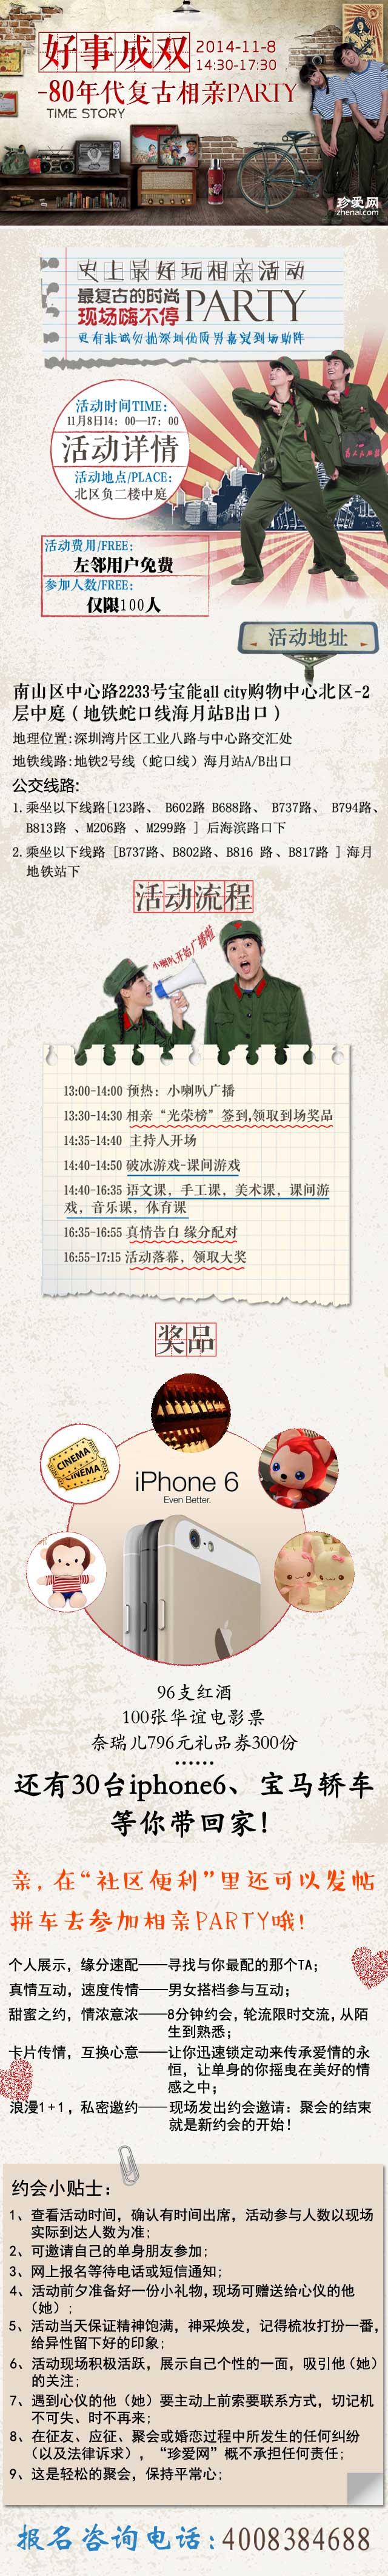 好事成双 2014-11-8
14:30-17:30
-80年代复古相亲PARTY
TIME STORY
珍爱网
zhenai.com
史上最好玩相亲活动
最复古的时尚
现场嗨不停 PARTY
更有非诚勿扰深圳优质男嘉宾到场助阵
活动时间TIME:
11月8日14:00—17:00
活动详情
活动地点/PLACE:
北区负二楼中庭
活动费用/FREE:
左邻用户免费
参加人数/FREE:
仅限100人
活动地址
南山区中心路2233号宝能all city购物中心北区-2
层中庭（地铁蛇口线海月站B出口）
地理位置:深圳湾片区工业八路与中心路交汇处
地铁线路:地铁2号线（蛇口线）海月站A/B出口
公交线路:
1. 乘坐以下线路[123路、 B602路 B688路、 B737路、 B794路、
B813路 、M206路 、M299路 ] 后海滨路口下
2. 乘坐以下线路 [B737路、B802路、B816 路、B817路 ] 海月
地铁站下
活动流程
小喇叭开始广播啦
13:00-14:00 预热：小喇叭广播
13:30-14:30 相亲“光荣榜”签到,领取到场奖品
14:35-14:40 主持人开场
14:40-14:50 破冰游戏-课间游戏
14:40-16:35 语文课，手工课，美术课，课间游
戏，音乐课，体育课
16:35-16:55 真情告白 缘分配对
16:55-17:15 活动落幕，领取大奖
奖品
CINEMA
CINEMA
iPhone 6
Even Better.
96支红酒
100张华谊电影票
奈瑞儿796元礼品券300份
······
还有30台iphone6、宝马轿车
等你带回家！
亲，在“社区便利”里还可以发帖
拼车去参加相亲PARTY哦！
个人展示，缘分速配——寻找与你最配的那个TA；
真情互动，速度传情——男女搭档参与互动；
甜蜜之约，情浓意浓——8分钟约会,轮流限时交流,从陌
生到熟悉；
卡片传情，互换心意——让你迅速锁定动来传承爱情的永
恒，让单身的你摇曳在美好的情
感之中；
浪漫1+1，私密邀约——现场发出约会邀请：聚会的结束
就是新约会的开始！
约会小贴士：
1、查看活动时间，确认有时间出席，活动参与人数以现场
实际到达人数为准；
2、可邀请自己的单身朋友参加；
3、网上报名等待电话或短信通知；
4、活动前夕准备好一份小礼物,现场可赠送给心仪的他
（她）；
5、活动当天保证精神饱满，神采焕发，记得梳妆打扮一番，
给异性留下好的印象；
6、活动现场积极活跃，展示自己个性的一面，吸引他（她）
的关注；
7、遇到心仪的他（她）要主动上前索要联系方式，切记机
不可失、时不再来；
8、在征友、应征、聚会或婚恋过程中所发生的任何纠纷
（以及法律诉求），“珍爱网”概不承担任何责任；
9、这是轻松的聚会，保持平常心；
报名咨询电话:4008384688